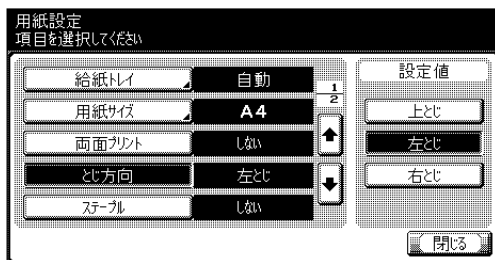 用紙設定
項目を選択してください
給紙トレイ 自動
用紙サイズ A4
両面プリント しない
とじ方向 左とじ
ステープル しない
1
2
設定値
上とじ
左とじ
右とじ
閉じる